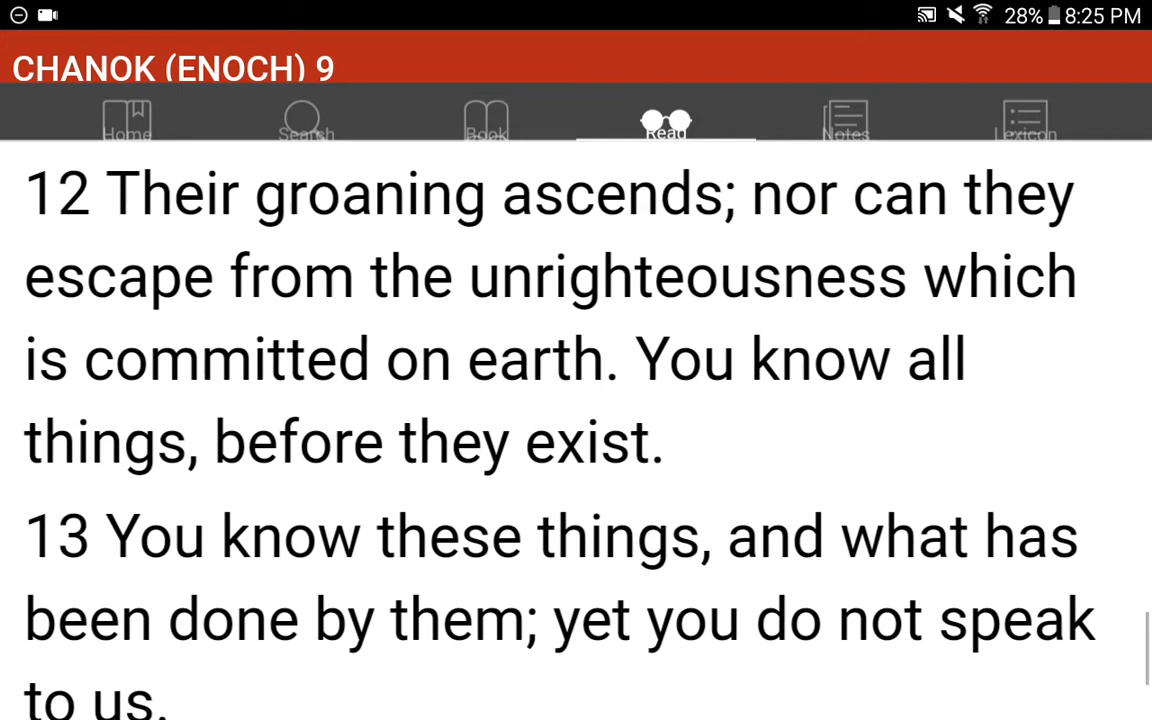 28% 8:25 PM
CHANOK (ENOCH) 9
Home Search Book Read Notes Lexicon
12 Their groaning ascends; nor can they
escape from the unrighteousness which
is committed on earth. You know all
things, before they exist.
13 You know these things, and what has
been done by them; yet you do not speak
to us.